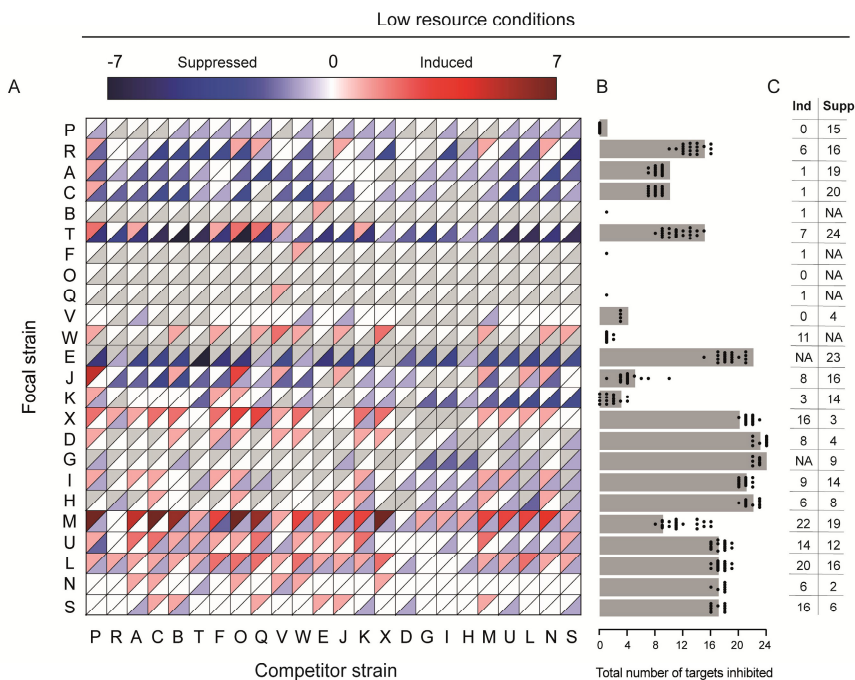 Low resource conditions
-7 Suppressed 0 Induced 7
A B C
Ind Supp
P 0 15
R 6 16
A 1 19
C 1 20
B 1 NA
T 7 24
F 1 NA
O 0 NA
Q 1 NA
V 0 4
W 11 NA
E NA 23
J 8 16
K 3 14
X 16 3
D 8 4
G NA 9
I 9 14
H 6 8
M 22 19
U 14 12
L 20 16
N 6 2
S 16 6
Focal strain
P R A C B T F O Q V W E J K X D G I H M U L N S
Competitor strain
0 4 8 12 16 20 24
Total number of targets inhibited